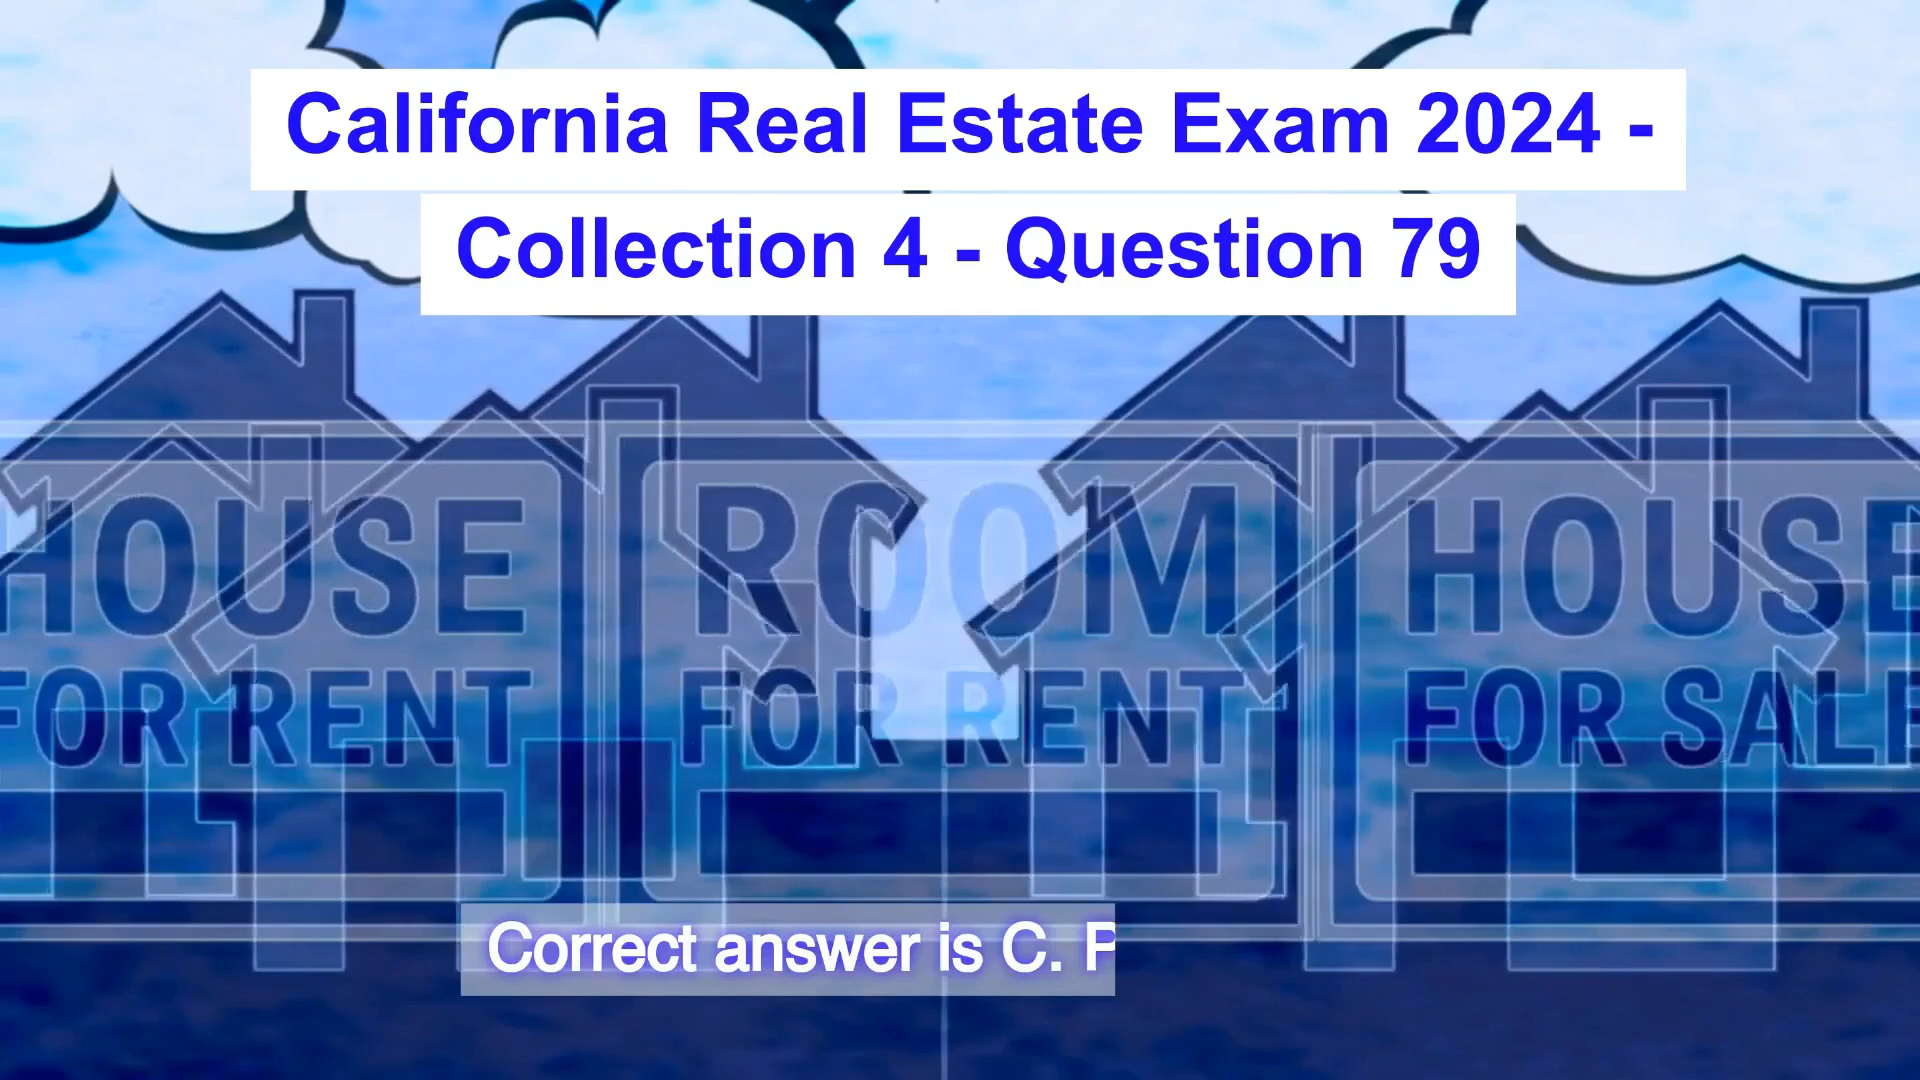 California Real Estate Exam 2024 -
Collection 4 - Question 79
HOUSE
FOR RENT
ROOM
FOR RENT
HOUSE
FOR SALE
Correct answer is C. P